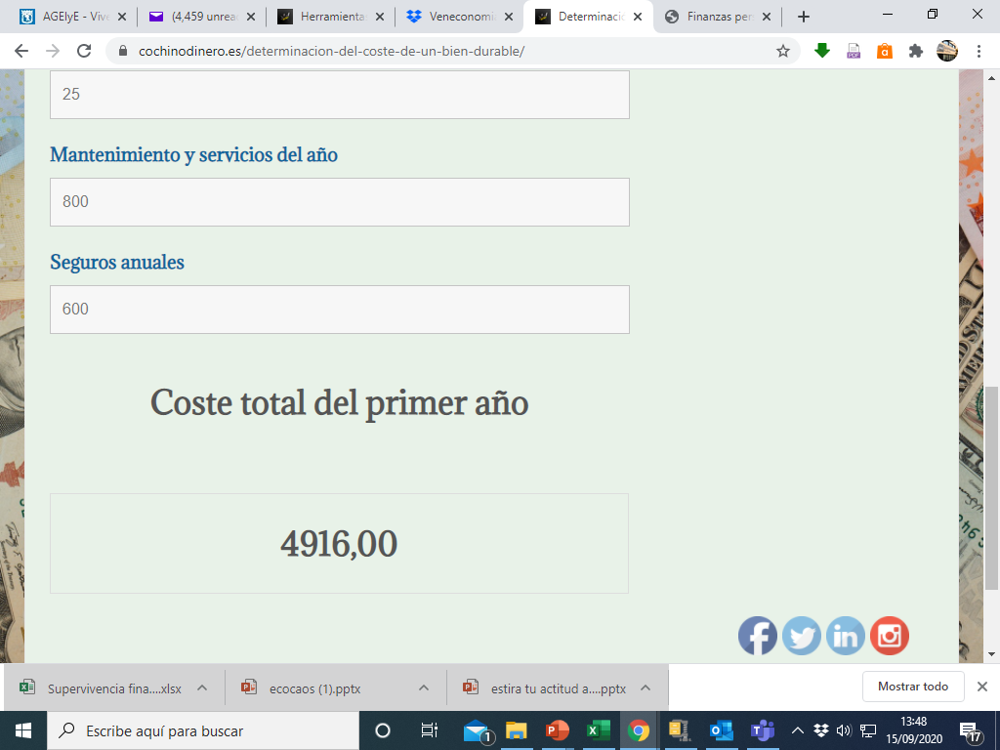 AGEIyE - Viv
(4,459 unrea
Herramienta
Veneconomi
Determinaci
Finanzas per
cochinodinero.es/determinacion-del-coste-de-un-bien-durable/
25
Mantenimiento y servicios del año
800
Seguros anuales
600
Coste total del primer año
4916,00
Supervivencia fina....xlsx
ecocaos (1).pptx
estira tu actitud a....pptx
Mostrar todo
Escribe aquí para buscar
1
13:48
15/09/2020
17